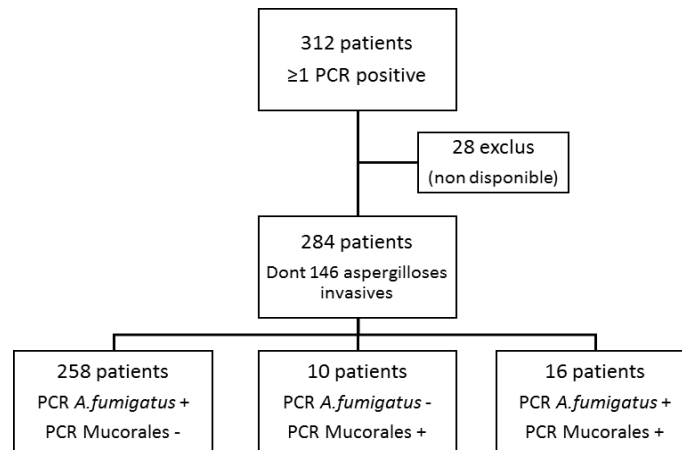 312 patients
≥1 PCR positive
28 exclus
(non disponible)
284 patients
Dont 146 aspergilloses
invasives
258 patients
PCR A.fumigatus +
PCR Mucorales -
10 patients
PCR A.fumigatus -
PCR Mucorales +
16 patients
PCR A.fumigatus +
PCR Mucorales +